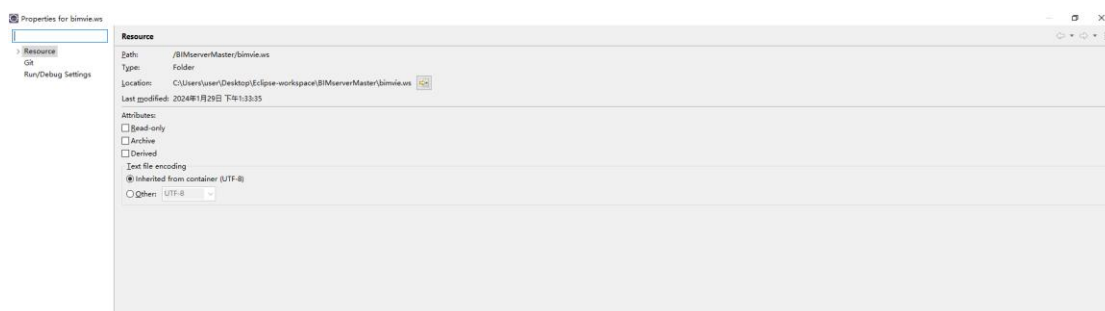 Properties for bimvie.ws
Resource
Git
Run/Debug Settings
Resource
Path: /BIMserverMaster/bimvie.ws
Type: Folder
Location: C:\Users\user\Desktop\Eclipse-workspace\BIMserverMaster\bimvie.ws
Last modified: 2024年1月29日 下午1:33:35
Attributes:
Read-only
Archive
Derived
Text file encoding
Inherited from container (UTF-8)
Other: UTF-8